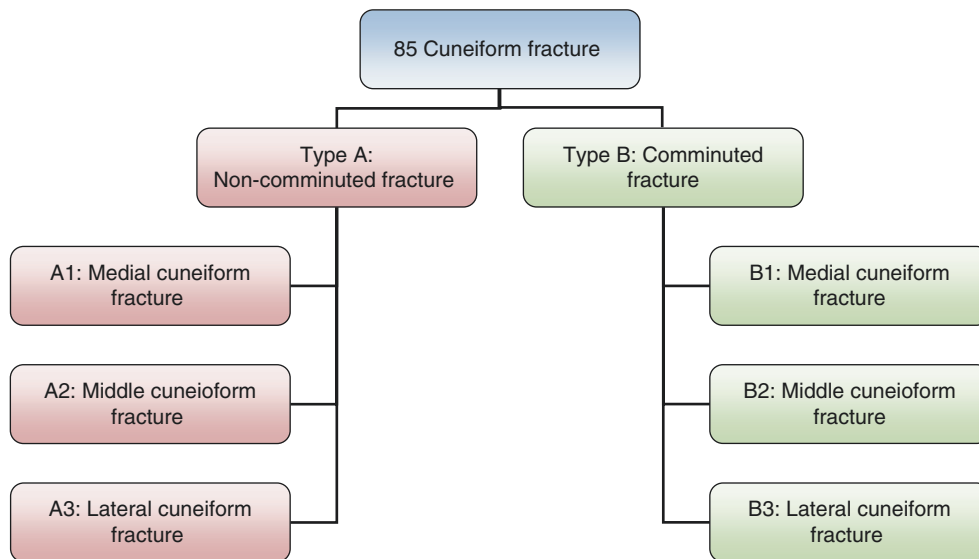 85 Cuneiform fracture
Type A:
Non-comminuted fracture
Type B: Comminuted
fracture
A1: Medial cuneiform
fracture
B1: Medial cuneiform
fracture
A2: Middle cuneioform
fracture
B2: Middle cuneioform
fracture
A3: Lateral cuneiform
fracture
B3: Lateral cuneiform
fracture